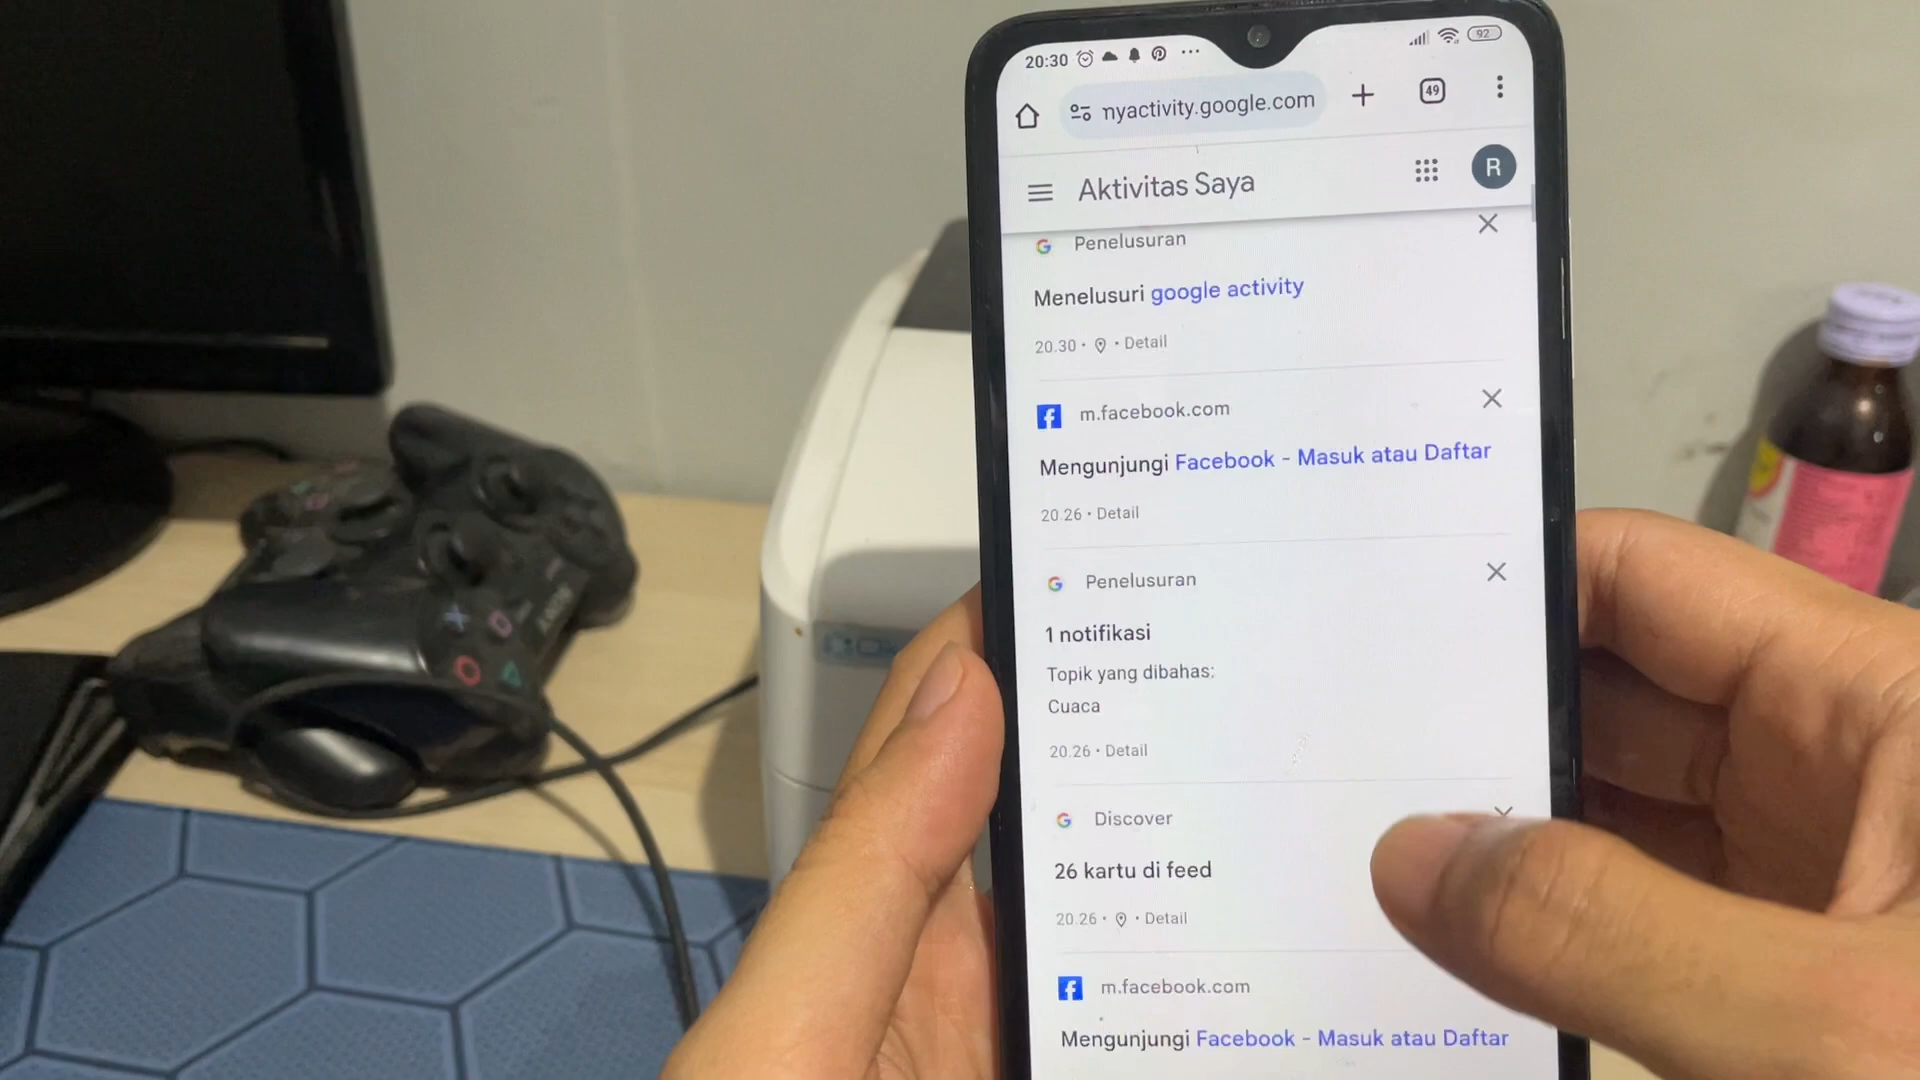 20:30
92
nyactivity.google.com
49
Aktivitas Saya
R
Penelusuran
Menelusuri google activity
20.30 • Detail
m.facebook.com
Mengunjungi Facebook - Masuk atau Daftar
20.26 • Detail
Penelusuran
1 notifikasi
Topik yang dibahas:
Cuaca
20.26 • Detail
Discover
26 kartu di feed
20.26 • Detail
m.facebook.com
Mengunjungi Facebook - Masuk atau Daftar
SONY